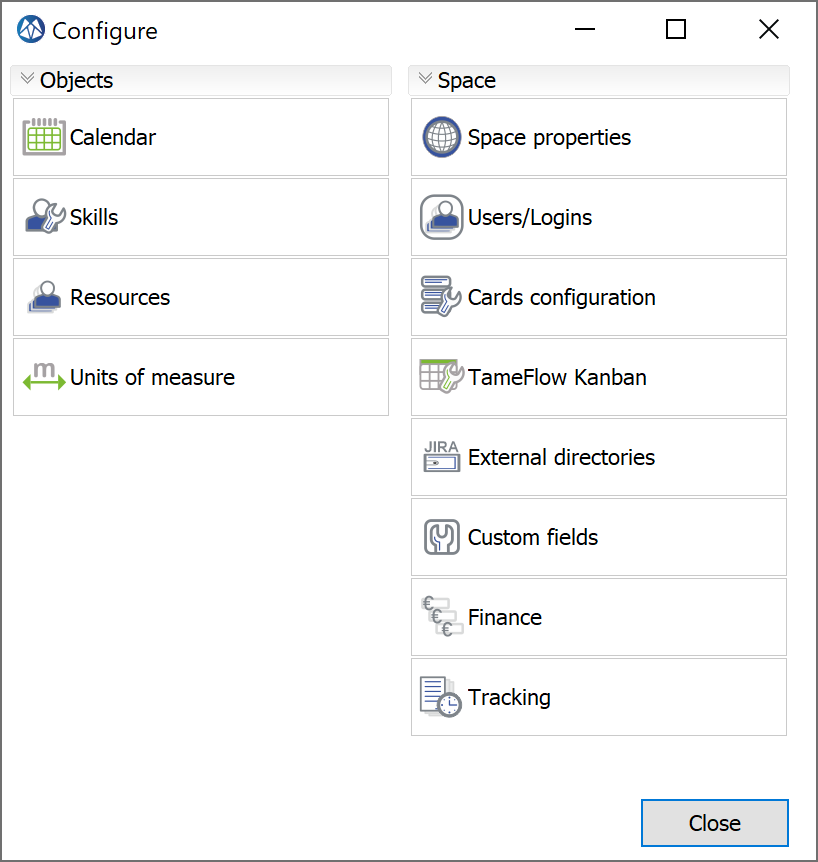 Configure
Objects
Calendar
Skills
Resources
m
Units of measure
Space
Space properties
Users/Logins
Cards configuration
TameFlow Kanban
JIRA
External directories
Custom fields
€
€
€
Finance
Tracking
Close